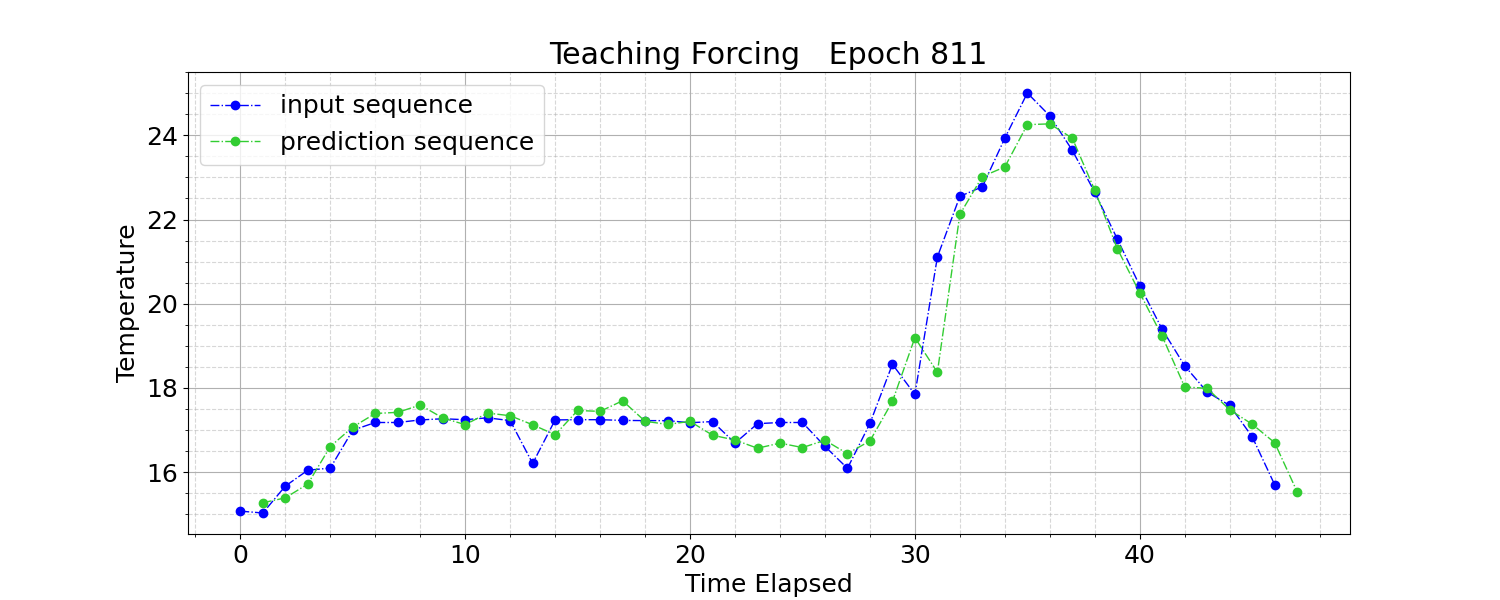 Teaching Forcing   Epoch 811
input sequence
prediction sequence
Temperature
24
22
20
18
16
0 10 20 30 40
Time Elapsed